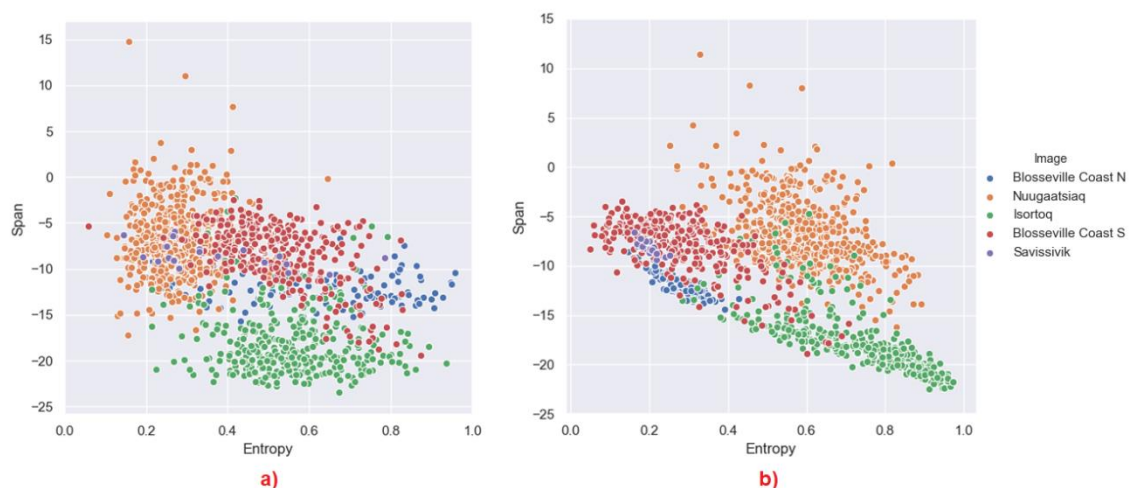 15
10
5
0
−5
−10
−15
−20
−25
Span
0.0 0.2 0.4 0.6 0.8 1.0
Entropy
a)
15
10
5
0
−5
−10
−15
−20
−25
Span
0.0 0.2 0.4 0.6 0.8 1.0
Entropy
b)
Image
Blosseville Coast N
Nuugaatsiaq
Isortoq
Blosseville Coast S
Savissivik